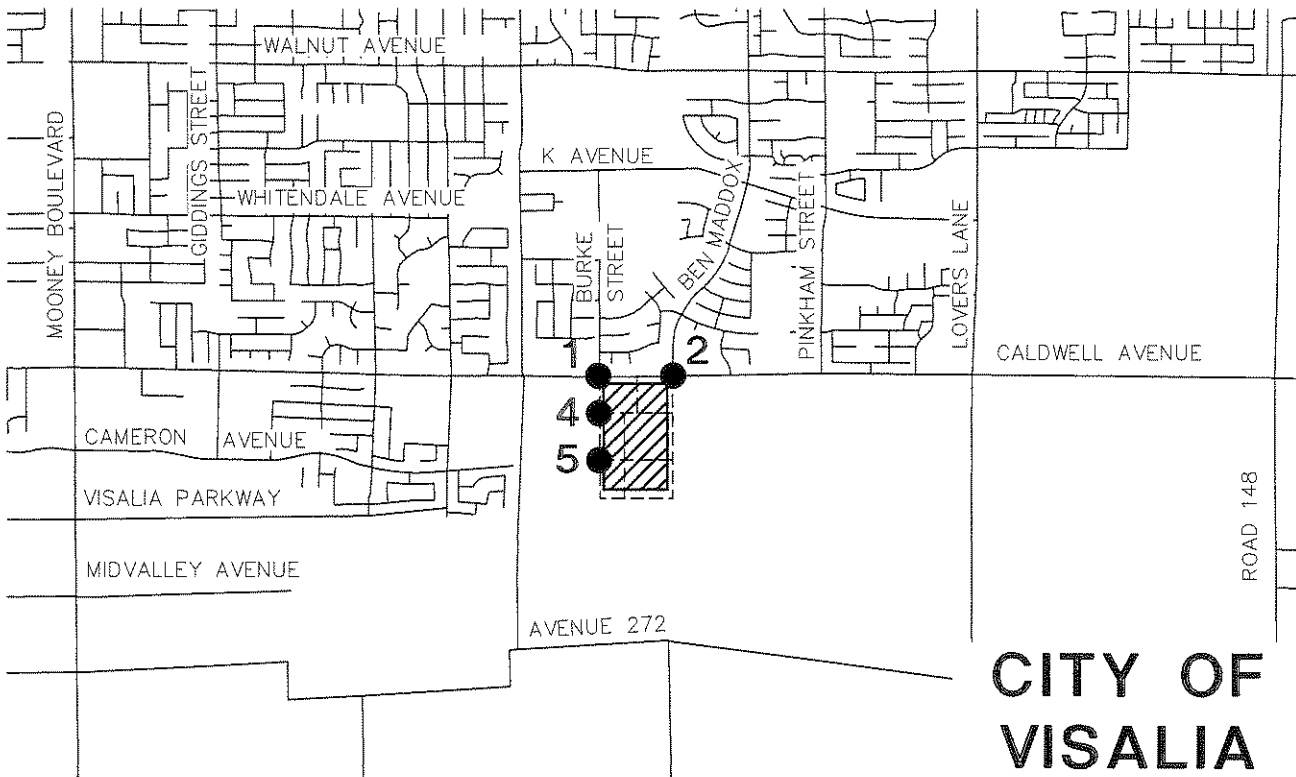 WALNUT AVENUE
MOONEY BOULEVARD
GIDDINGS STREET
K AVENUE
WHITENDALE AVENUE
BURKE
STREET
BEN MADDOX
PINKHAM STREET
LOVERS LANE
1
2
CALDWELL AVENUE
4
CAMERON AVENUE
5
VISALIA PARKWAY
ROAD 148
MIDVALLEY AVENUE
AVENUE 272
CITY OF
VISALIA